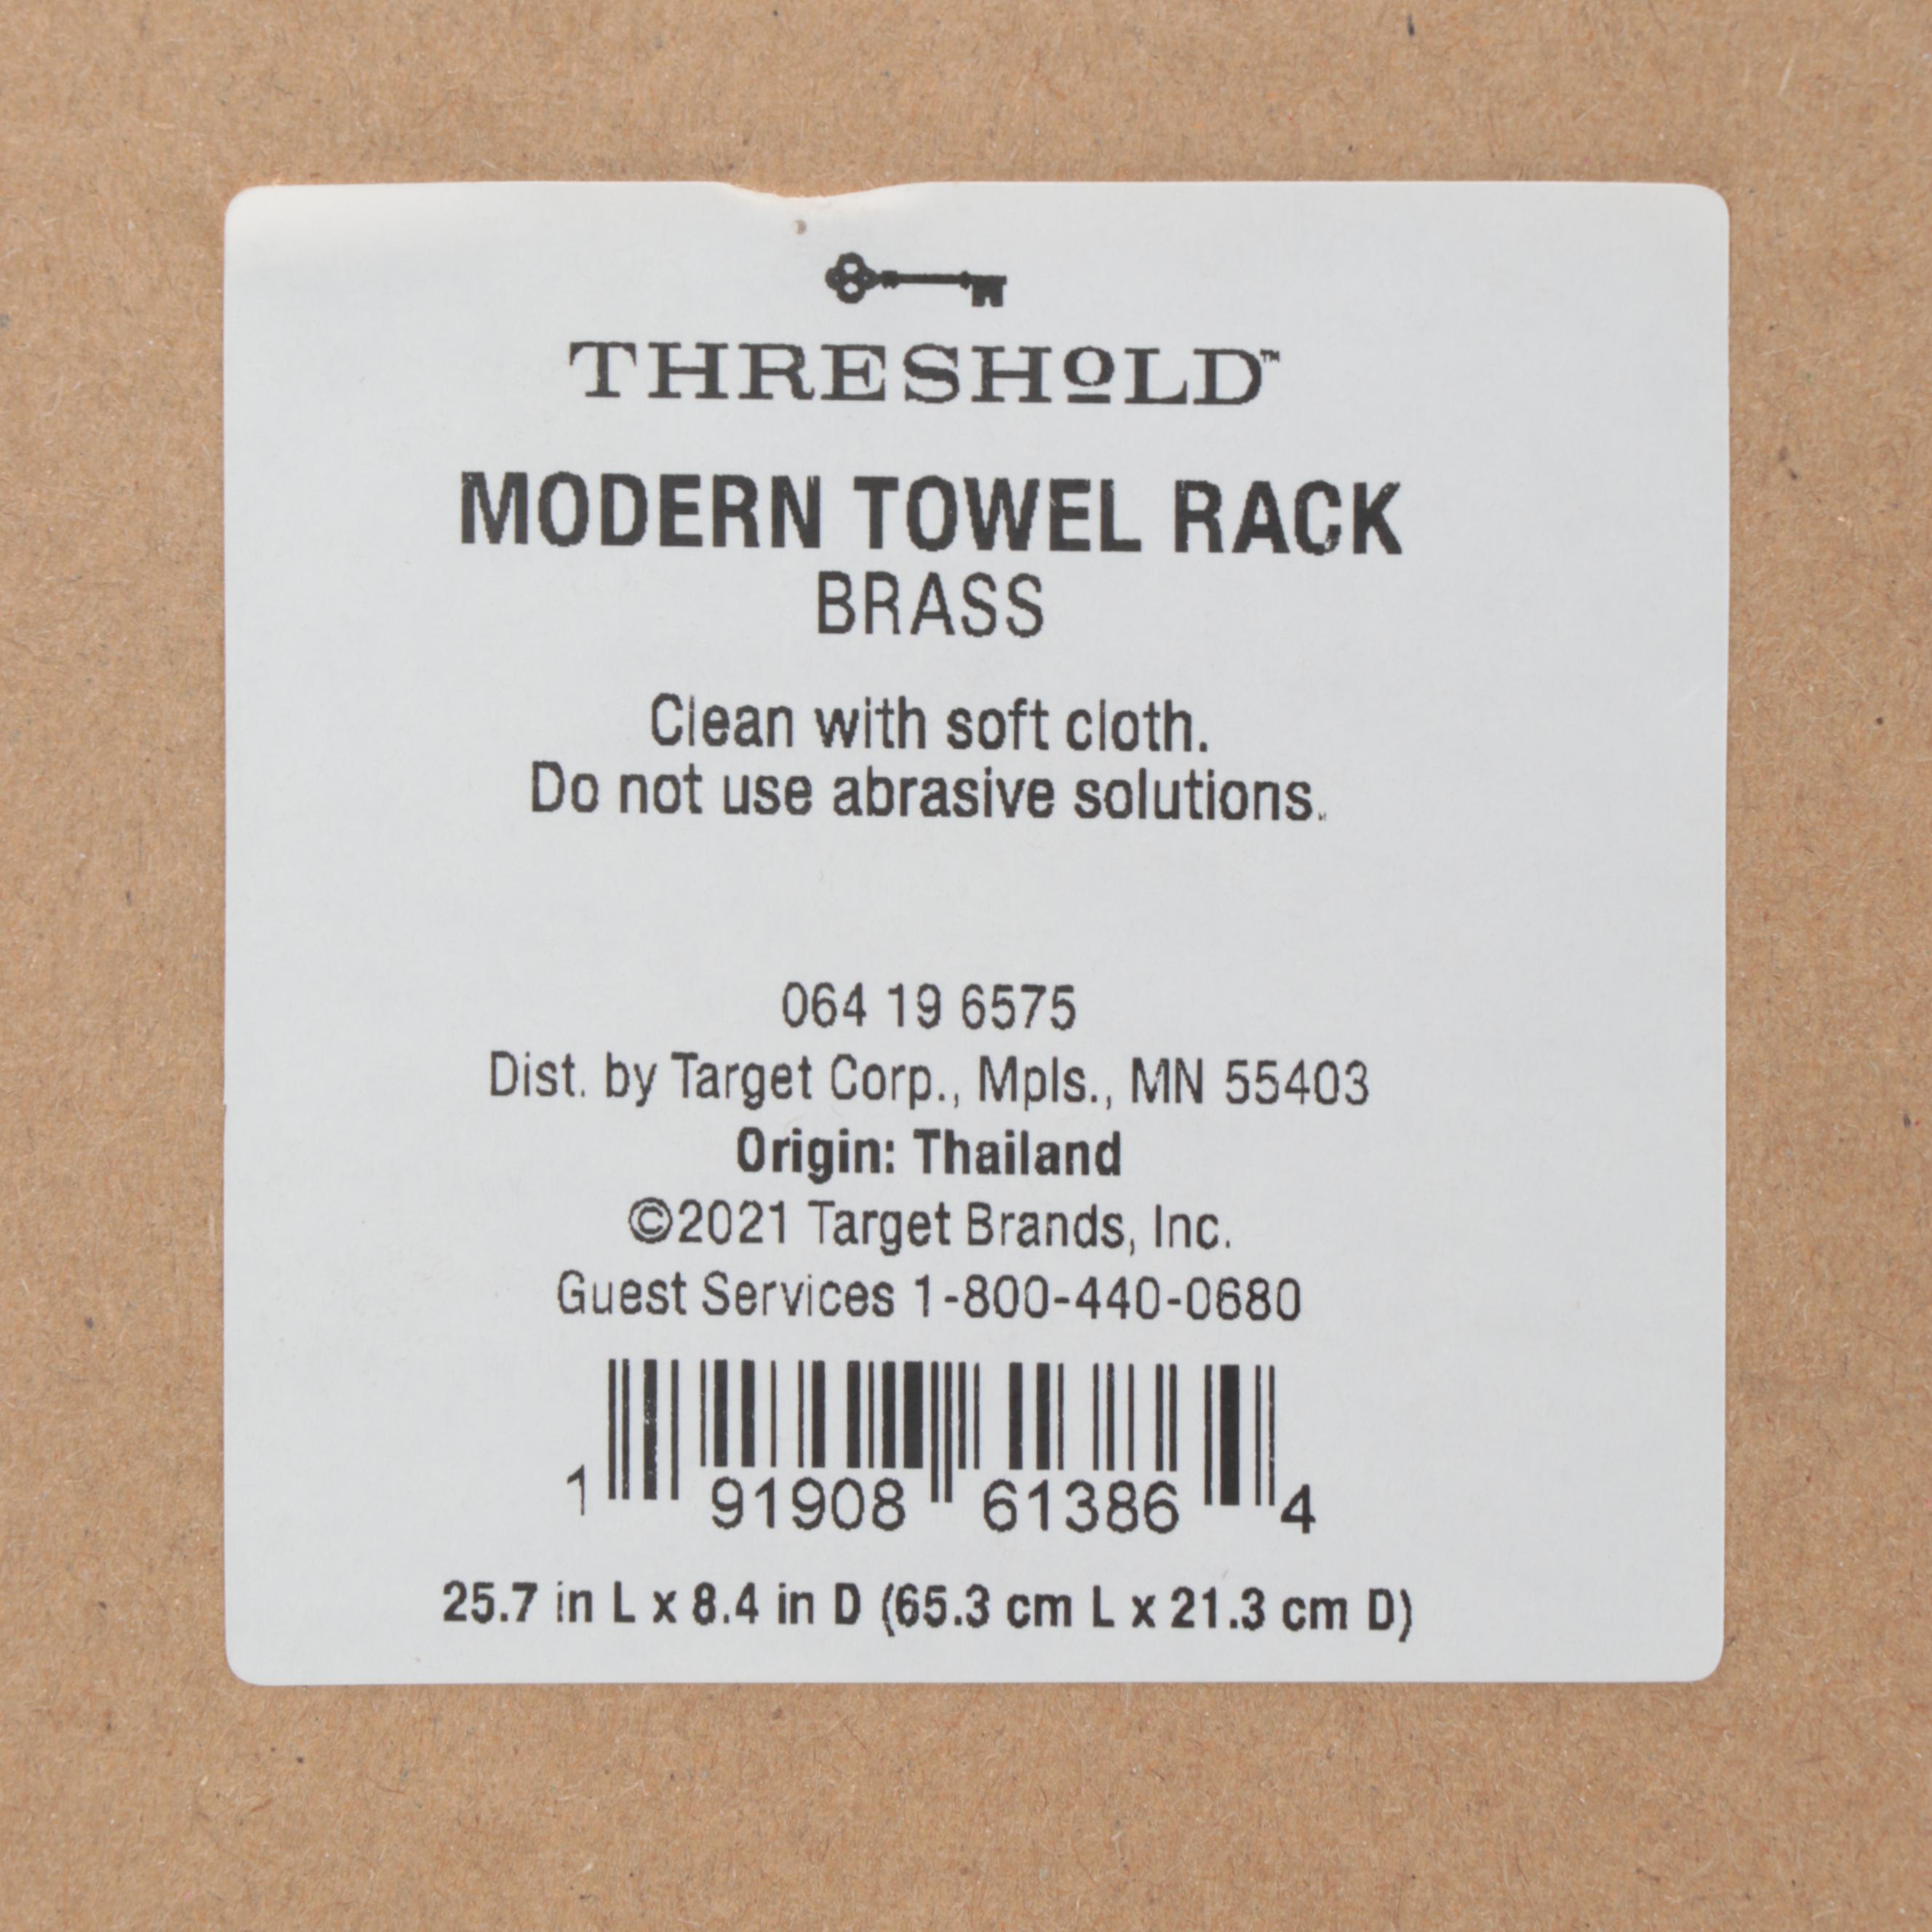 THRESHOLD™
MODERN TOWEL RACK
BRASS
Clean with soft cloth.
Do not use abrasive solutions.
064 19 6575
Dist. by Target Corp., Mpls., MN 55403
Origin: Thailand
©2021 Target Brands, Inc.
Guest Services 1-800-440-0680
1 91908 61386 4
25.7 in L x 8.4 in D (65.3 cm L x 21.3 cm D)